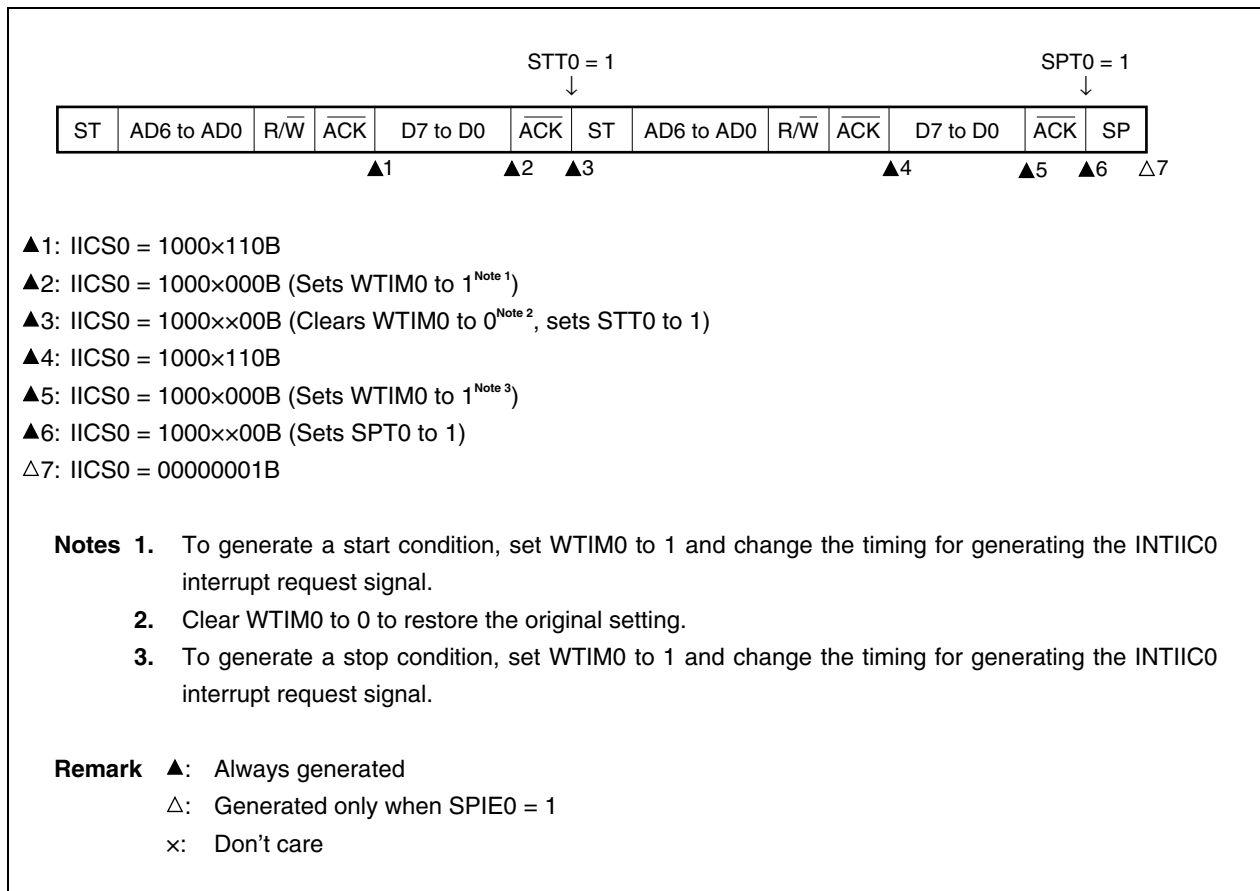 STT0 = 1 SPT0 = 1
↓ ↓
ST AD6 to AD0 R/W̅ A̅C̅K̅ D7 to D0 A̅C̅K̅ ST AD6 to AD0 R/W̅ A̅C̅K̅ D7 to D0 A̅C̅K̅ SP
▲1 ▲2 ▲3 ▲4 ▲5 ▲6 △7
▲1: IICS0 = 1000×110B
▲2: IICS0 = 1000×000B (Sets WTIM0 to 1Note 1)
▲3: IICS0 = 1000××00B (Clears WTIM0 to 0Note 2, sets STT0 to 1)
▲4: IICS0 = 1000×110B
▲5: IICS0 = 1000×000B (Sets WTIM0 to 1Note 3)
▲6: IICS0 = 1000××00B (Sets SPT0 to 1)
△7: IICS0 = 00000001B
Notes 1. To generate a start condition, set WTIM0 to 1 and change the timing for generating the INTIIC0
interrupt request signal.
2. Clear WTIM0 to 0 to restore the original setting.
3. To generate a stop condition, set WTIM0 to 1 and change the timing for generating the INTIIC0
interrupt request signal.
Remark ▲: Always generated
△: Generated only when SPIE0 = 1
×: Don't care